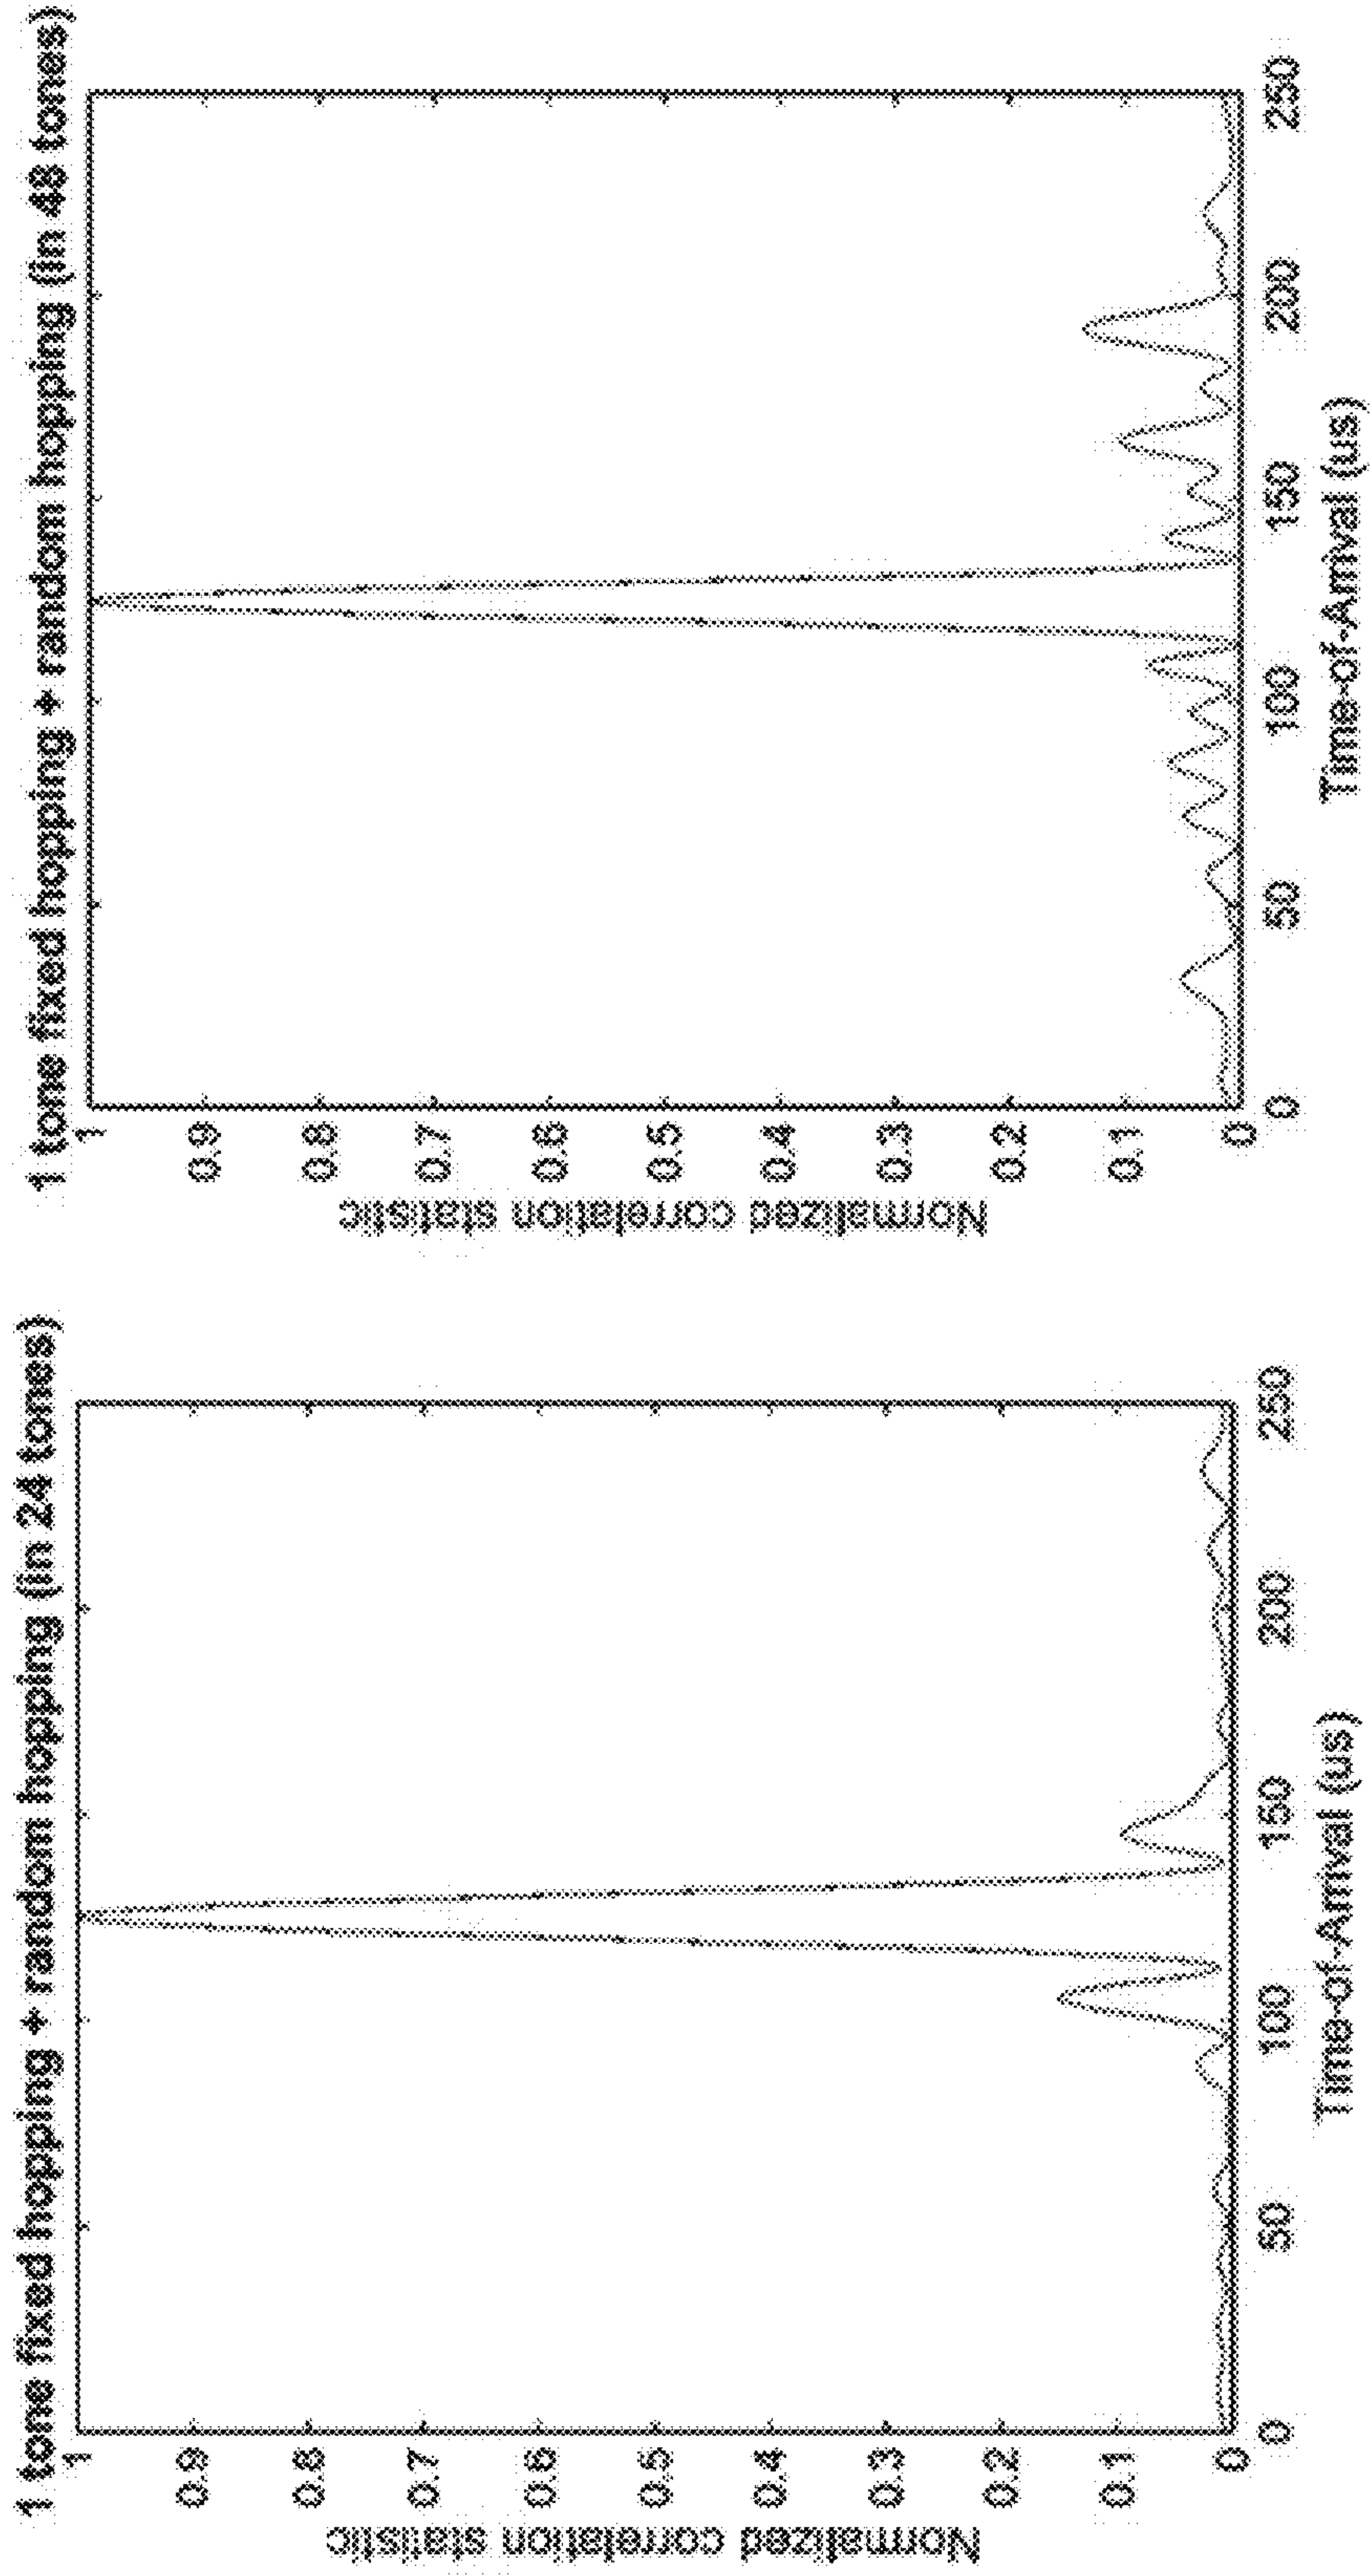 1 tone fixed hopping + random hopping (in 24 tones)
Normalized correlation statistic
1
0.9
0.8
0.7
0.6
0.5
0.4
0.3
0.2
0.1
0
0 50 100 150 200 250
Time-of-Arrival (us)
1 tone fixed hopping + random hopping (in 48 tones)
Normalized correlation statistic
1
0.9
0.8
0.7
0.6
0.5
0.4
0.3
0.2
0.1
0
0 50 100 150 200 250
Time-of-Arrival (us)